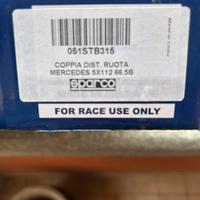 051STB315
COPPIA DIST. RUOTA
MERCEDES 5X112 66.5B
sparco
FOR RACE USE ONLY